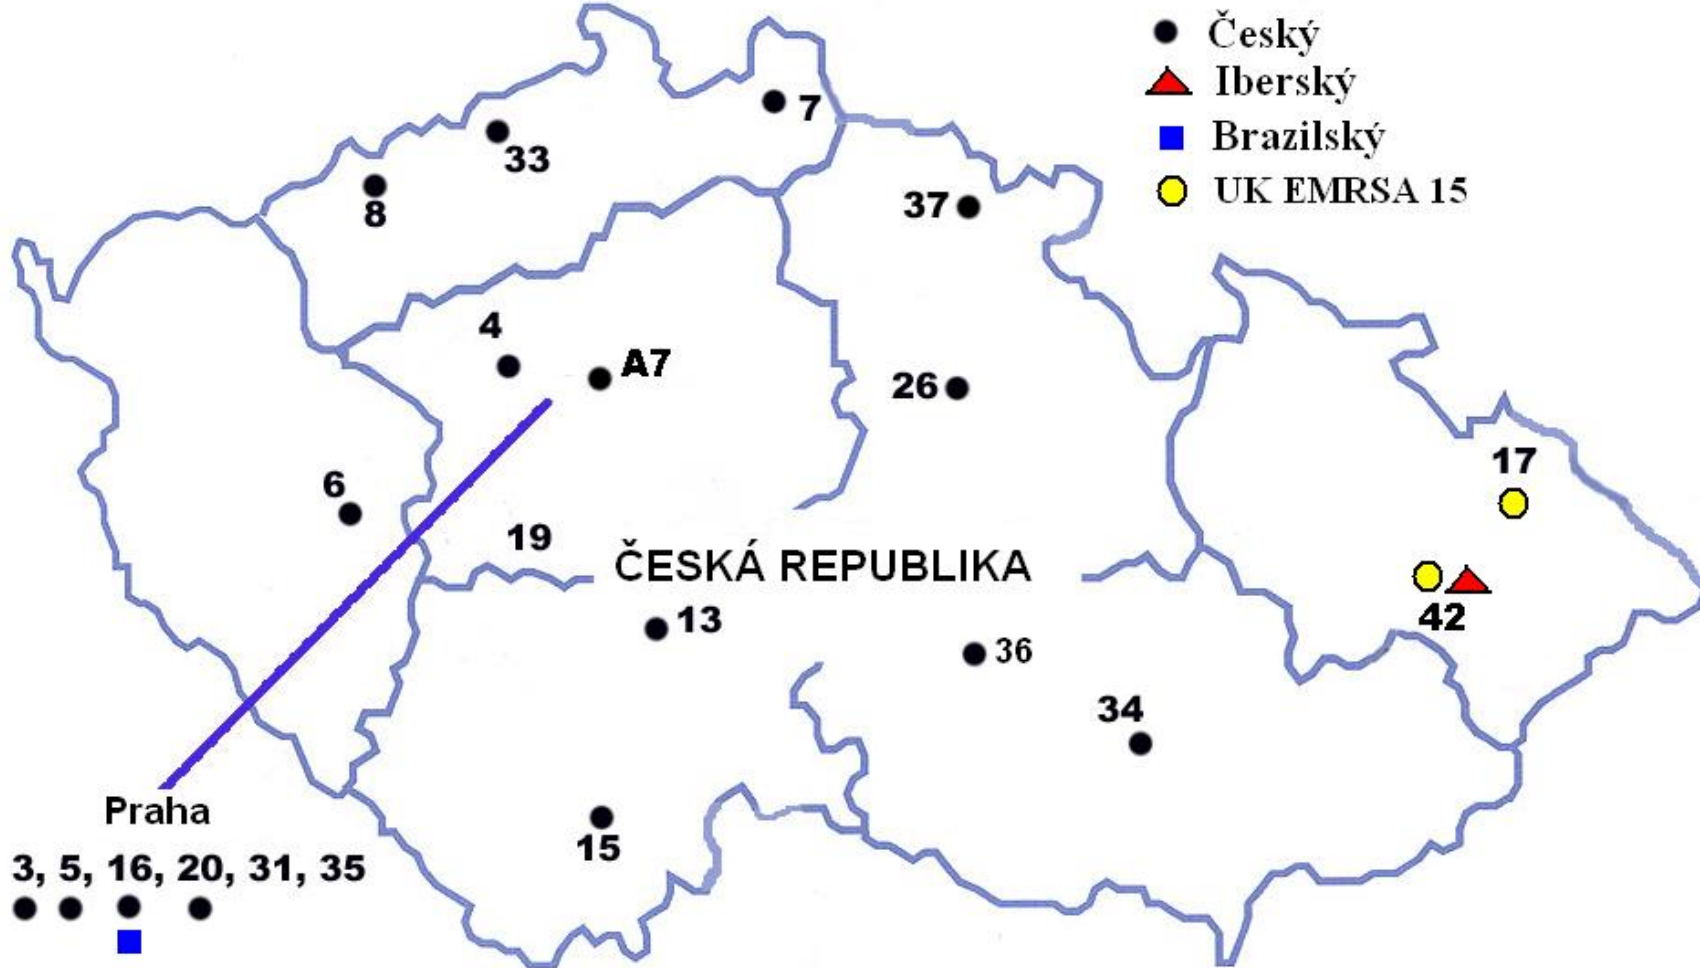 Český
Iberský
Brazilský
UK EMRSA 15
7
33
8
37
4
A7
26
6
17
19
ČESKÁ REPUBLIKA
42
13
36
34
15
Praha
3, 5, 16, 20, 31, 35